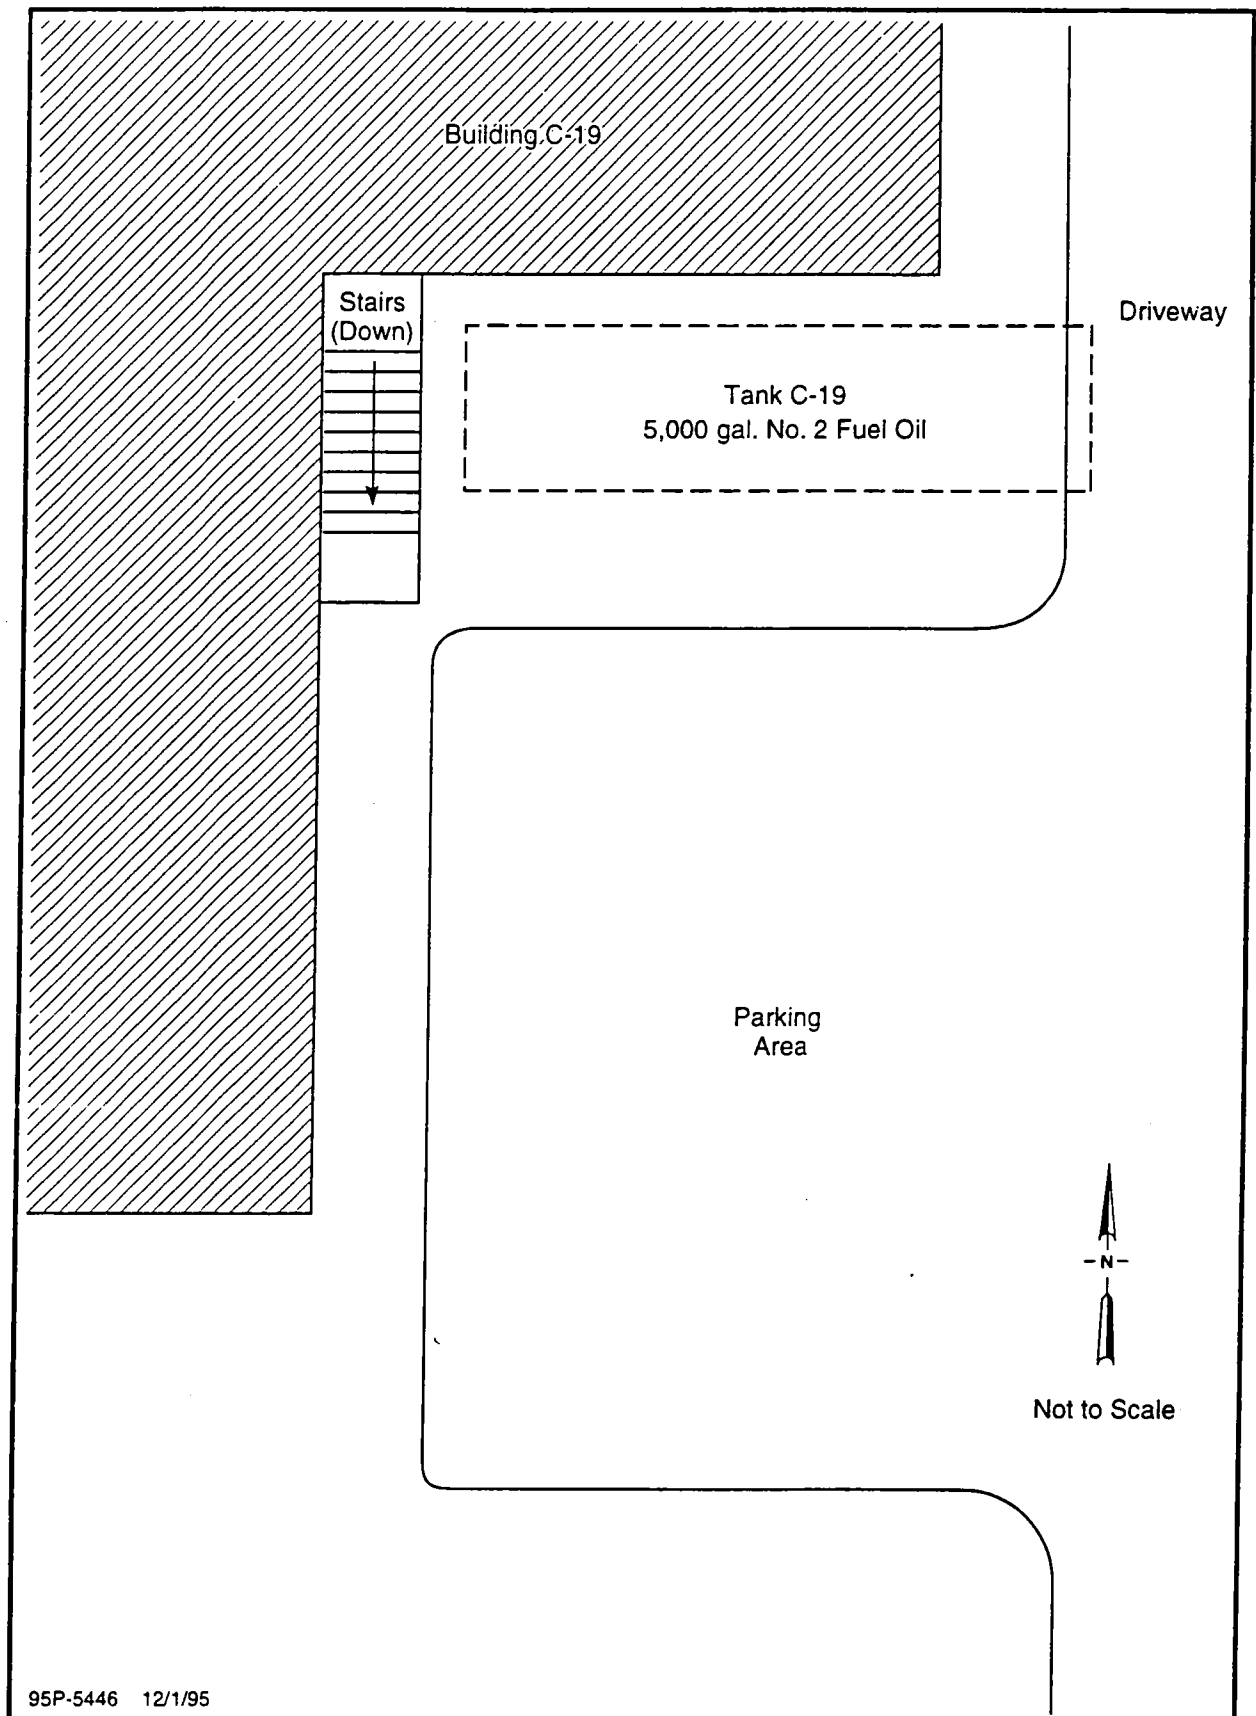 Building C-19
Stairs
(Down)
Driveway
Tank C-19
5,000 gal. No. 2 Fuel Oil
Parking
Area
-N-
Not to Scale
95P-5446 12/1/95